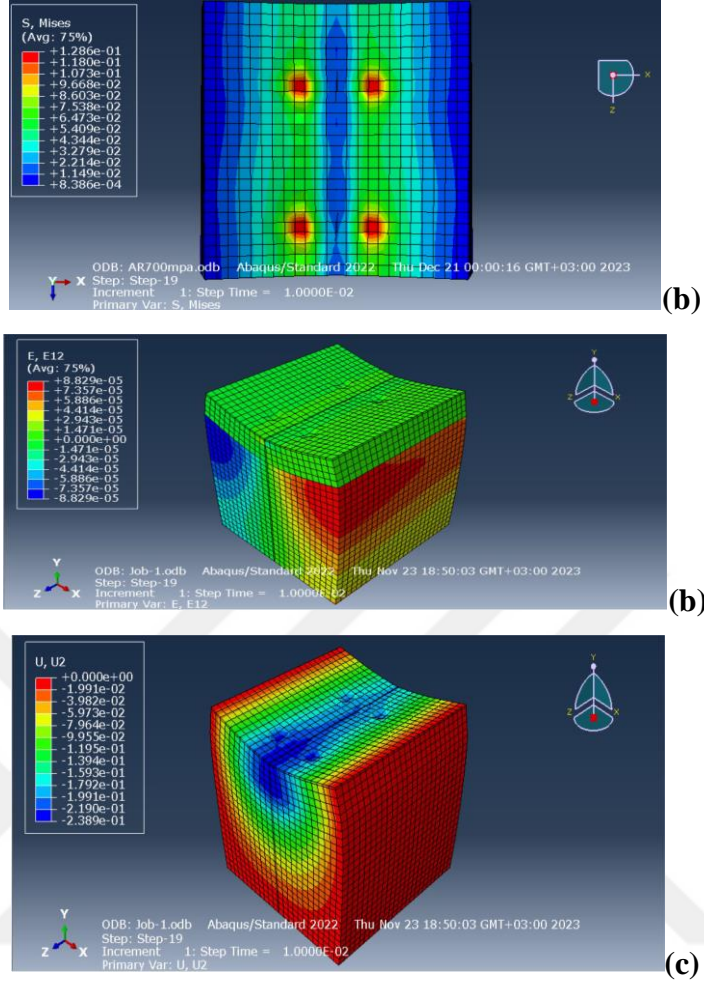 S, Mises
(Avg: 75%)
+1.286e-01
+1.180e-01
+1.073e-01
+9.668e-02
+8.603e-02
+7.538e-02
+6.473e-02
+5.409e-02
+4.344e-02
+3.279e-02
+2.214e-02
+1.149e-02
+8.386e-04
X
Z
ODB: AR700mpa.odb Abaqus/Standard 2022 Thu Dec 21 00:00:16 GMT+03:00 2023
Y X
Step: Step-19
Increment 1: Step Time = 1.0000E-02
Primary Var: S, Mises
(b)
E, E12
(Avg: 75%)
+8.829e-05
+7.357e-05
+5.886e-05
+4.414e-05
+2.943e-05
+1.471e-05
+0.000e+00
-1.471e-05
-2.943e-05
-4.414e-05
-5.886e-05
-7.357e-05
-8.829e-05
Y
Z X
Y
ODB: Job-1.odb Abaqus/Standard 2022 Thu Nov 23 18:50:03 GMT+03:00 2023
Step: Step-19
Z X
Increment 1: Step Time = 1.0000E-02
Primary Var: E, E12
(b)
U, U2
+0.000e+00
-1.991e-02
-3.982e-02
-5.973e-02
-7.964e-02
-9.955e-02
-1.195e-01
-1.394e-01
-1.593e-01
-1.792e-01
-1.991e-01
-2.190e-01
-2.389e-01
Y
Z X
Y
ODB: Job-1.odb Abaqus/Standard 2022 Thu Nov 23 18:50:03 GMT+03:00 2023
Step: Step-19
Z X
Increment 1: Step Time = 1.0000E-02
Primary Var: U, U2
(c)